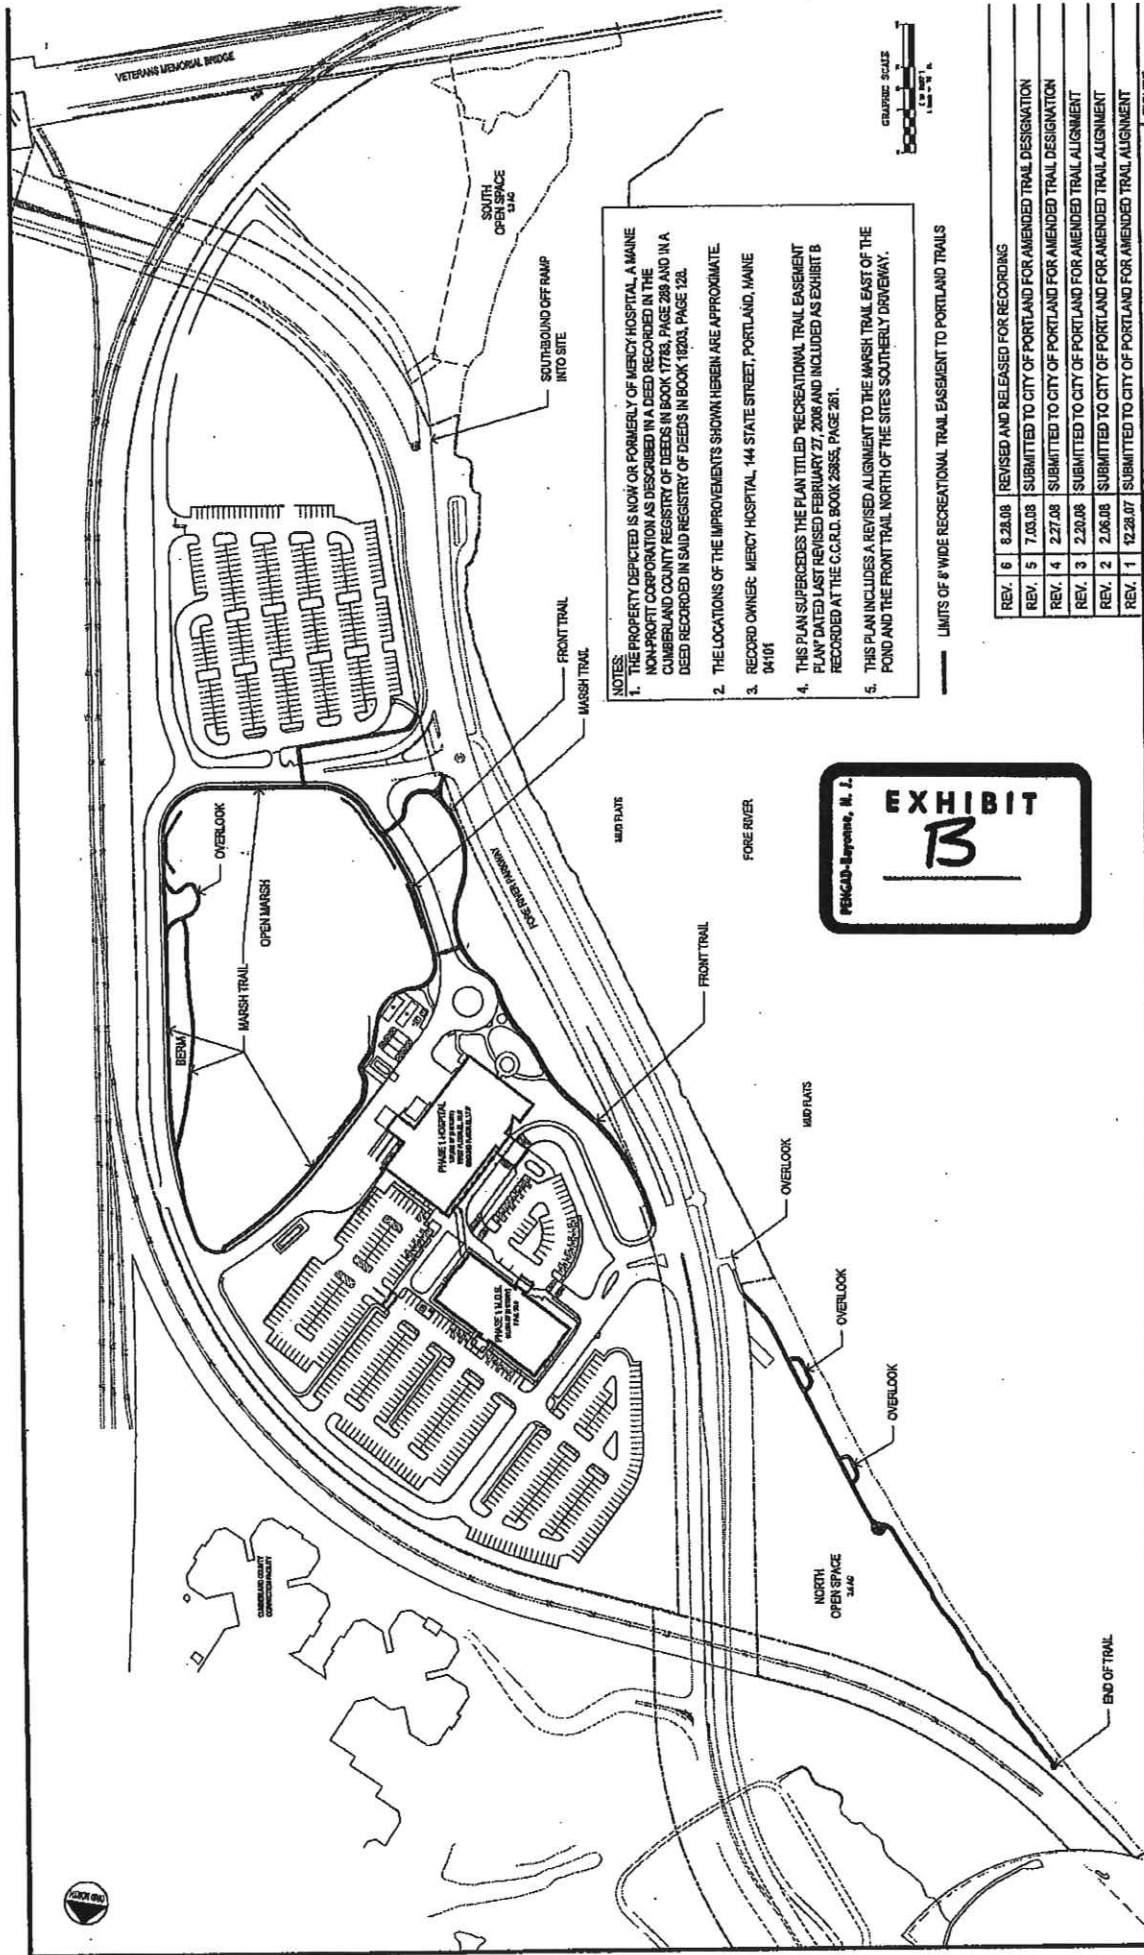 VETERANS MEMORIAL BRIDGE
SOUTH
OPEN SPACE
SOUTHBOUND OFF RAMP
INTO SITE
FRONT TRAIL
MARSH TRAIL
OVERLOOK
OPEN MARSH
MARSH TRAIL
BERM
FORE RIVER PARKWAY
MUD FLATS
FORE RIVER
FRONT TRAIL
PHASE 1 HOSPITAL
PHASE 1 M.O.B.
MUD FLATS
OVERLOOK
OVERLOOK
OVERLOOK
CUMBERLAND COUNTY
NORTH
OPEN SPACE
END OF TRAIL
GRAPHIC SCALE
NOTES:
1. THE PROPERTY DEPICTED IS NOW OR FORMERLY OF MERCY HOSPITAL, A MAINE
NON-PROFIT CORPORATION AS DESCRIBED IN A DEED RECORDED IN THE
CUMBERLAND COUNTY REGISTRY OF DEEDS IN BOOK 17783, PAGE 289 AND IN A
DEED RECORDED IN SAID REGISTRY OF DEEDS IN BOOK 18203, PAGE 128.
2. THE LOCATIONS OF THE IMPROVEMENTS SHOWN HEREIN ARE APPROXIMATE.
3. RECORD OWNER: MERCY HOSPITAL, 144 STATE STREET, PORTLAND, MAINE
04101
4. THIS PLAN SUPERCEDES THE PLAN TITLED "RECREATIONAL TRAIL EASEMENT
PLAN" DATED LAST REVISED FEBRUARY 27, 2008 AND INCLUDED AS EXHIBIT B
RECORDED AT THE C.C.R.D. BOOK 25855, PAGE 261.
5. THIS PLAN INCLUDES A REVISED ALIGNMENT TO THE MARSH TRAIL EAST OF THE
POND AND THE FRONT TRAIL NORTH OF THE SITE'S SOUTHERLY DRIVEWAY.
LIMITS OF 8' WIDE RECREATIONAL TRAIL EASEMENT TO PORTLAND TRAILS
PENGAD-Bayonne, N. J.
EXHIBIT
B
REV. 6 8.28.08 REVISED AND RELEASED FOR RECORDING
REV. 5 7.03.08 SUBMITTED TO CITY OF PORTLAND FOR AMENDED TRAIL DESIGNATION
REV. 4 2.27.08 SUBMITTED TO CITY OF PORTLAND FOR AMENDED TRAIL DESIGNATION
REV. 3 2.20.08 SUBMITTED TO CITY OF PORTLAND FOR AMENDED TRAIL ALIGNMENT
REV. 2 2.06.08 SUBMITTED TO CITY OF PORTLAND FOR AMENDED TRAIL ALIGNMENT
REV. 1 12.28.07 SUBMITTED TO CITY OF PORTLAND FOR AMENDED TRAIL ALIGNMENT